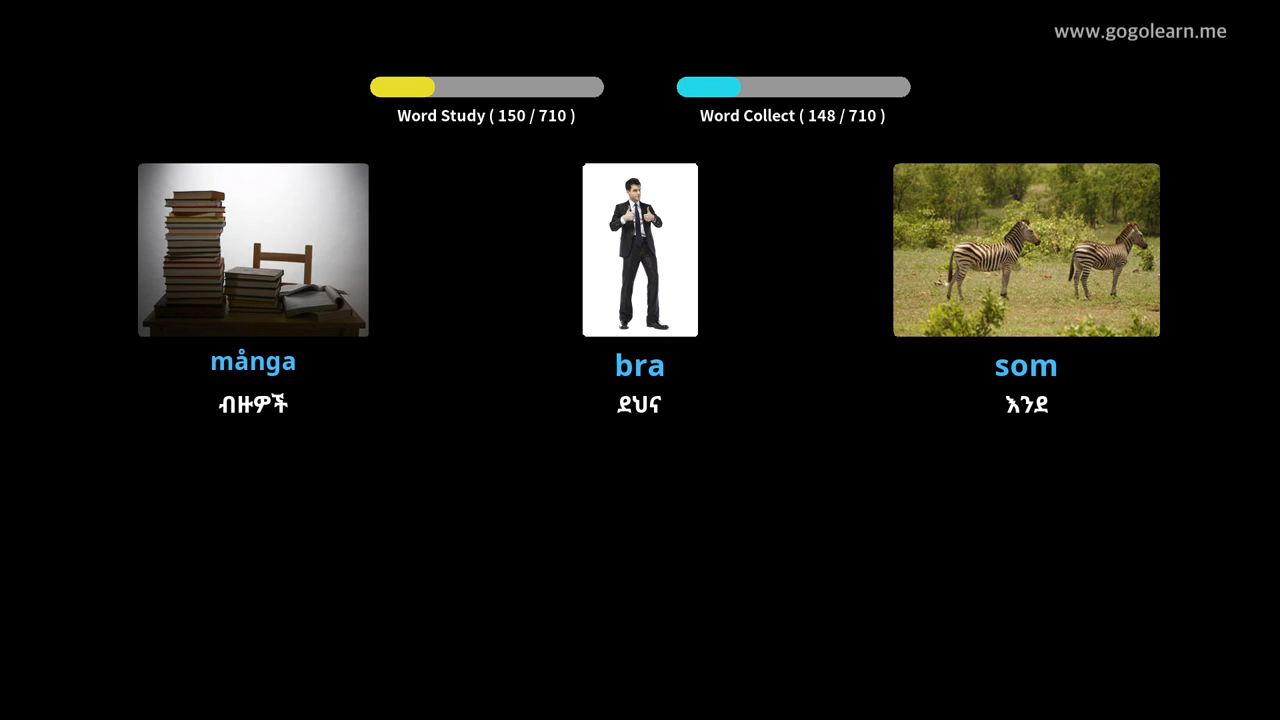 www.gogolearn.me
Word Study ( 150 / 710 )
Word Collect ( 148 / 710 )
många
bra
som
ብዙዎች
ደህና
እንደ